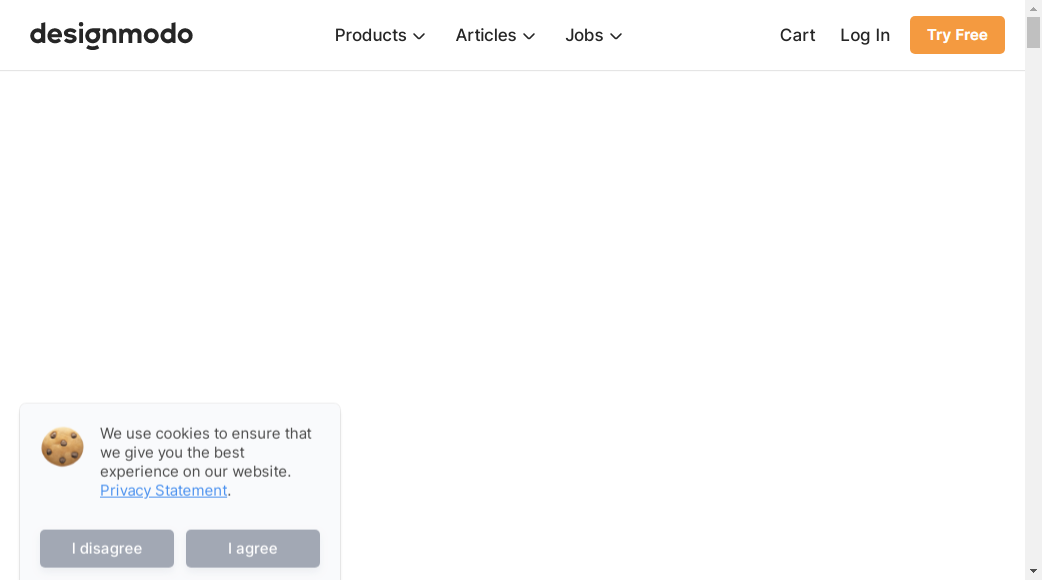 designmodo Products Articles Jobs Cart Log In Try Free
We use cookies to ensure that
we give you the best
experience on our website.
Privacy Statement.
I disagree I agree